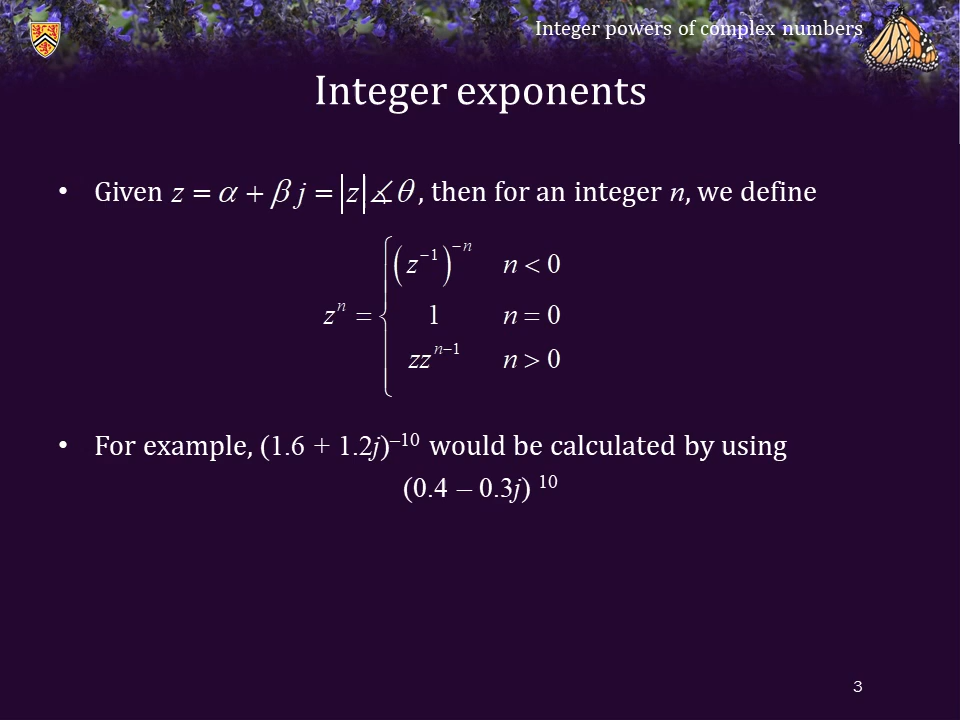 Integer powers of complex numbers
Integer exponents
• Given z = α + β j = |z|∡θ, then for an integer n, we define
zⁿ = { (z⁻¹)⁻ⁿ n < 0
1 n = 0
zzⁿ⁻¹ n > 0
• For example, (1.6 + 1.2j)⁻¹⁰ would be calculated by using
(0.4 – 0.3j) ¹⁰
3